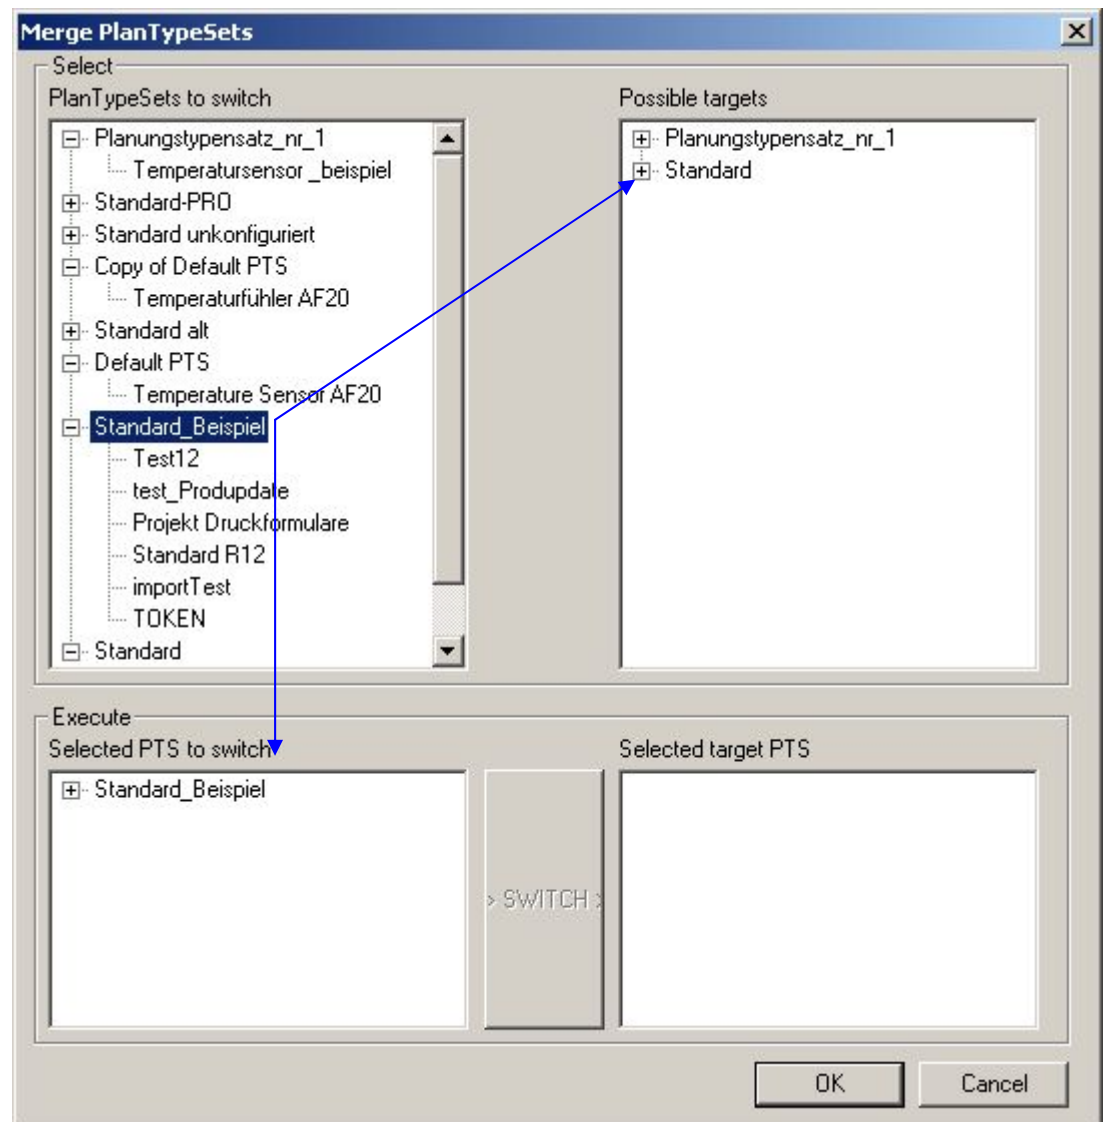 Merge PlanTypeSets
Select
PlanTypeSets to switch
Possible targets
Planungstypensatz_nr_1
Temperatursensor _beispiel
Standard-PRO
Standard unkonfiguriert
Copy of Default PTS
Temperaturfühler AF20
Standard alt
Default PTS
Temperature Sensor AF20
Standard_Beispiel
Test12
test_Produpdate
Projekt Druckformulare
Standard R12
importTest
TOKEN
Standard
Planungstypensatz_nr_1
Standard
Execute
Selected PTS to switch
Selected target PTS
Standard_Beispiel
> SWITCH >
OK
Cancel